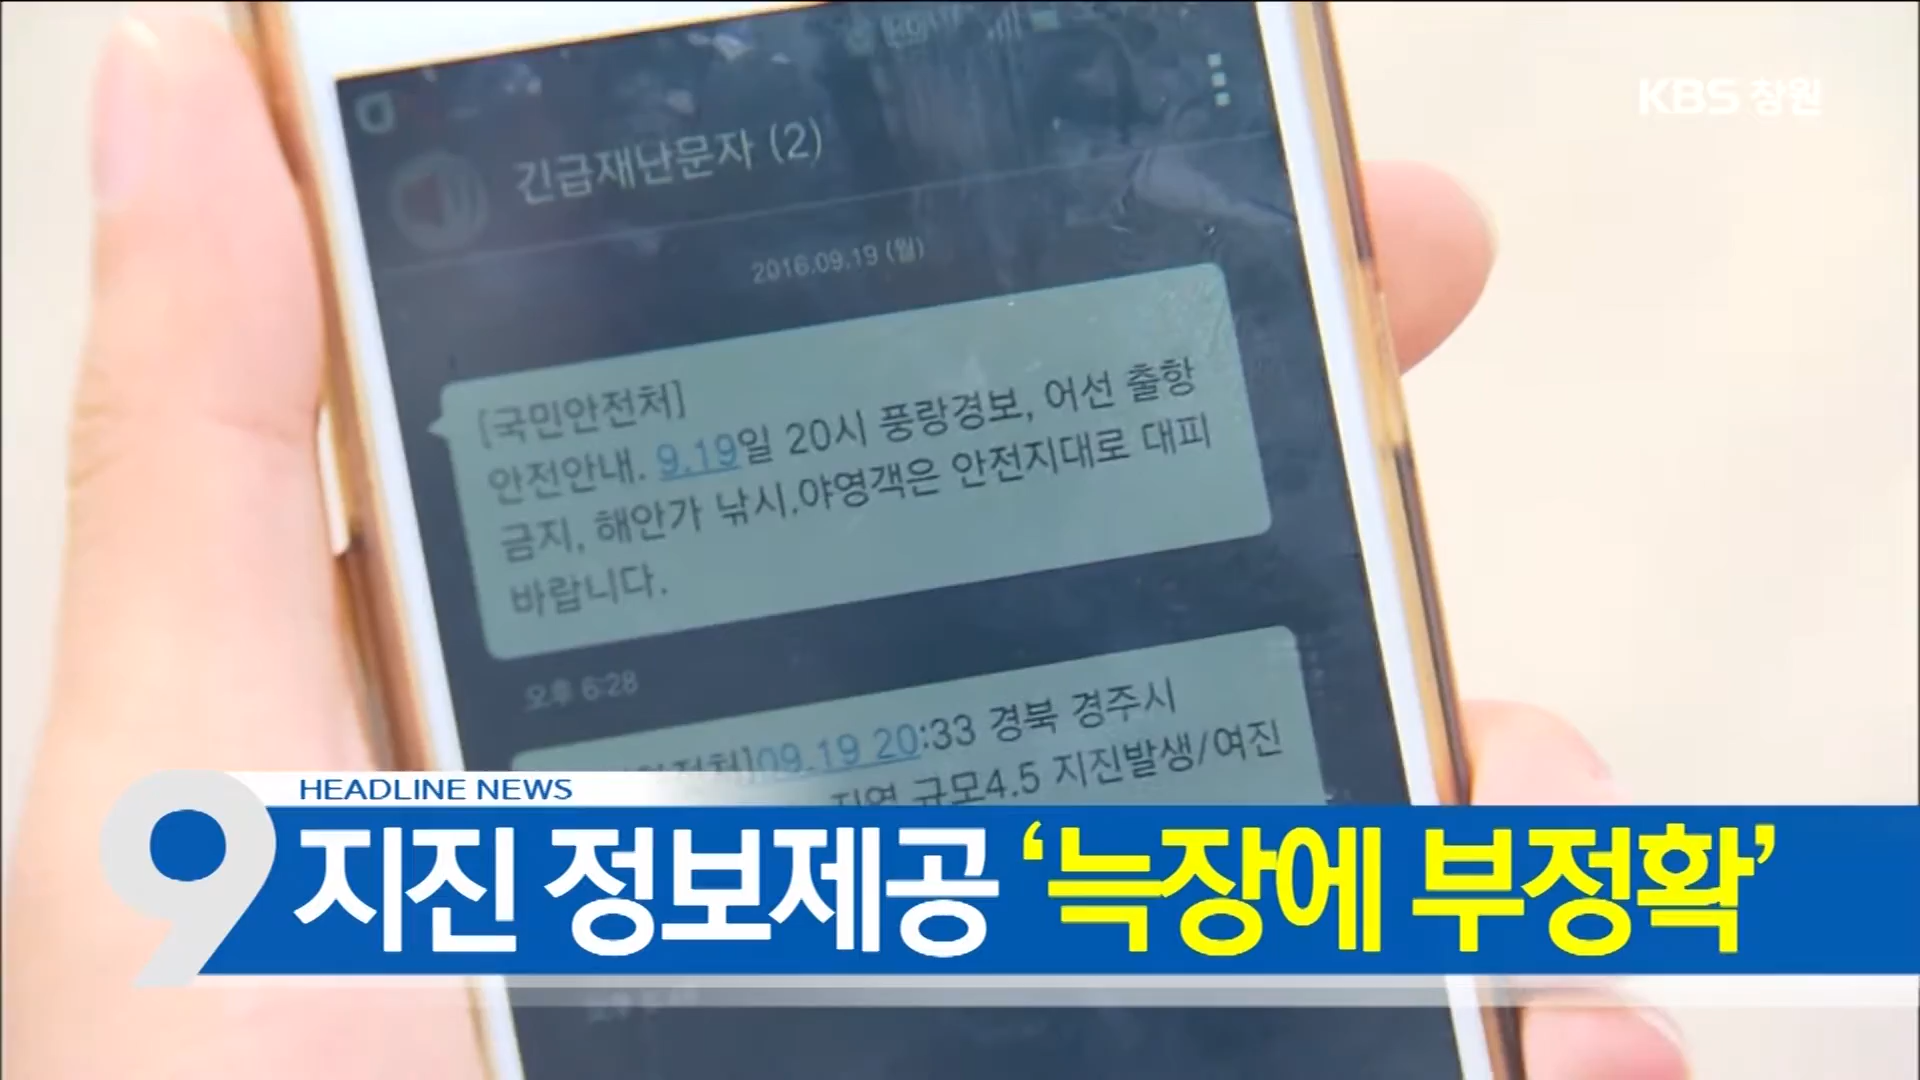 KBS 창원
긴급재난문자 (2)
2016.09.19 (월)
[국민안전처]
안전안내. 9.19일 20시 풍랑경보, 어선 출항
금지, 해안가 낚시,야영객은 안전지대로 대피
바랍니다.
오후 6:28
09.19 20:33 경북 경주시
지역 규모4.5 지진발생/여진
HEADLINE NEWS
9 지진 정보제공 ‘늑장에 부정확’